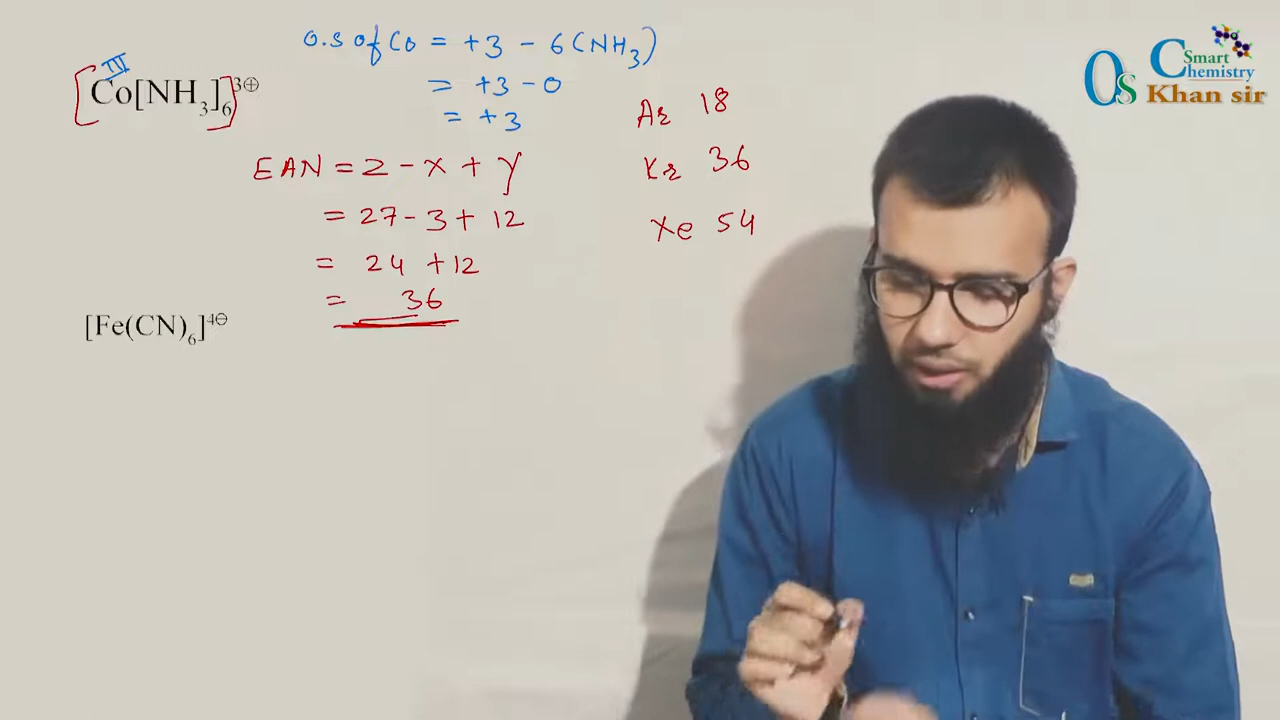 O.S of Co = +3 - 6(NH3)
= +3 - 0
= +3
III
[Co[NH3]6]3⊕
EAN = Z - X + Y
= 27 - 3 + 12
= 24 + 12
= 36
Ar 18
Kr 36
Xe 54
[Fe(CN)6]4⊖
Os
Smart
Chemistry
Khan sir